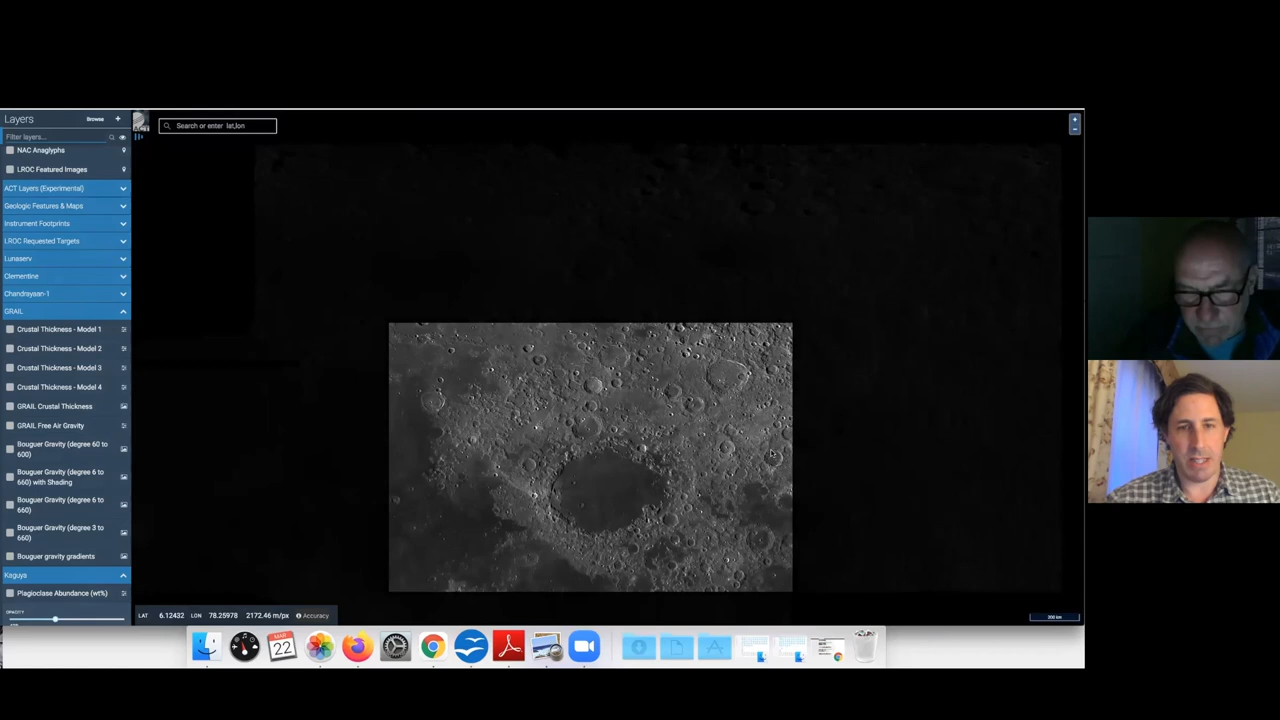 Layers
Browse
+
ACT
Search or enter lat,lon
+
−
Filter layers...
NAC Anaglyphs
LROC Featured Images
ACT Layers (Experimental)
Geologic Features & Maps
Instrument Footprints
LROC Requested Targets
Lunaserv
Clementine
Chandrayaan-1
GRAIL
Crustal Thickness - Model 1
Crustal Thickness - Model 2
Crustal Thickness - Model 3
Crustal Thickness - Model 4
GRAIL Crustal Thickness
GRAIL Free Air Gravity
Bouguer Gravity (degree 60 to
600)
Bouguer Gravity (degree 6 to
660) with Shading
Bouguer Gravity (degree 6 to
660)
Bouguer Gravity (degree 3 to
660)
Bouguer gravity gradients
Kaguya
Plagioclase Abundance (wt%)
OPACITY
LAT 6.12432 LON 78.25978 2172.46 m/px Accuracy
300 km
MAR
22